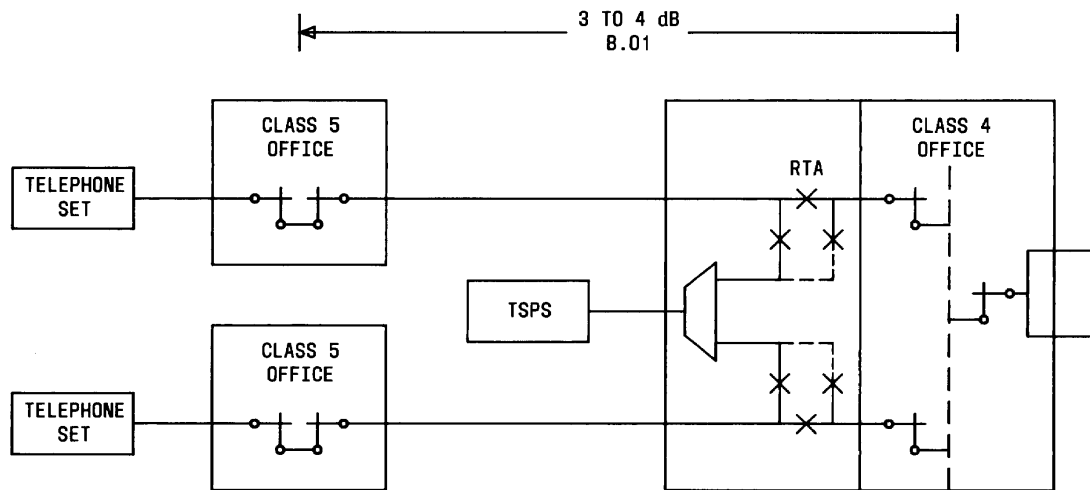 3 TO 4 dB
B.01
CLASS 5
OFFICE
CLASS 4
OFFICE
RTA
TELEPHONE
SET
TSPS
CLASS 5
OFFICE
TELEPHONE
SET